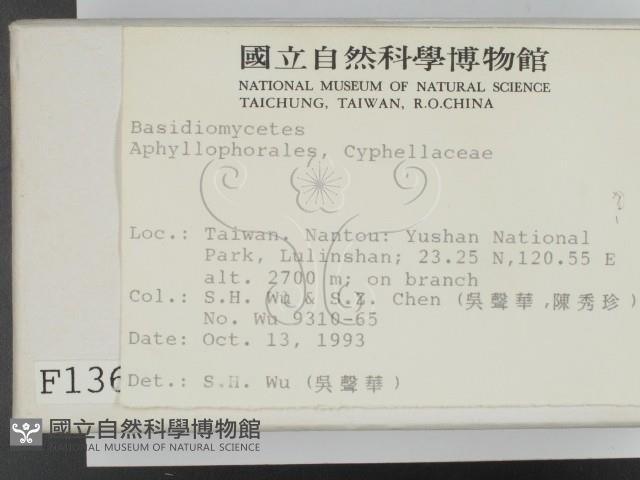 國立自然科學博物館
NATIONAL MUSEUM OF NATURAL SCIENCE
TAICHUNG, TAIWAN, R.O.CHINA
Basidiomycetes
Aphyllophorales, Cyphellaceae
Loc.: Taiwan. Nantou: Yushan National
Park, Lulinshan; 23.25 N,120.55 E
alt. 2700 m; on branch
Col.: S.H. Wu & S.Z. Chen (吳聲華,陳秀珍)
No. Wu 9310-65
Date: Oct. 13, 1993
Det.: S.H. Wu (吳聲華)
F136
國立自然科學博物館
NATIONAL MUSEUM OF NATURAL SCIENCE